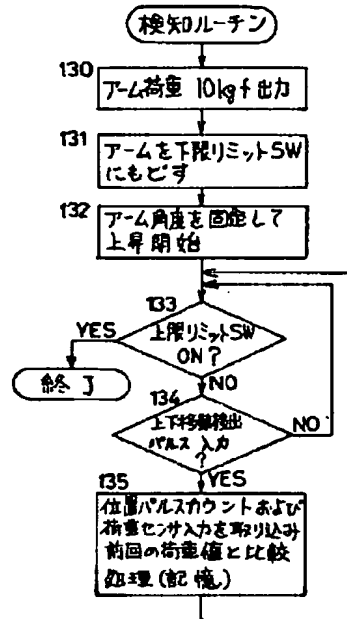 検知ルーチン
130
アーム荷重 10kgf出力
131
アームを下限リミットSW
にもどす
132
アーム角度を固定して
上昇開始
133
YES
上限リミットSW
ON?
終了
NO
134
上下移動検出
パルス入力
?
NO
YES
135
位置パルスカウントおよび
荷重センサ入力を取り込み
前回の荷重値と比較
処理(記憶)